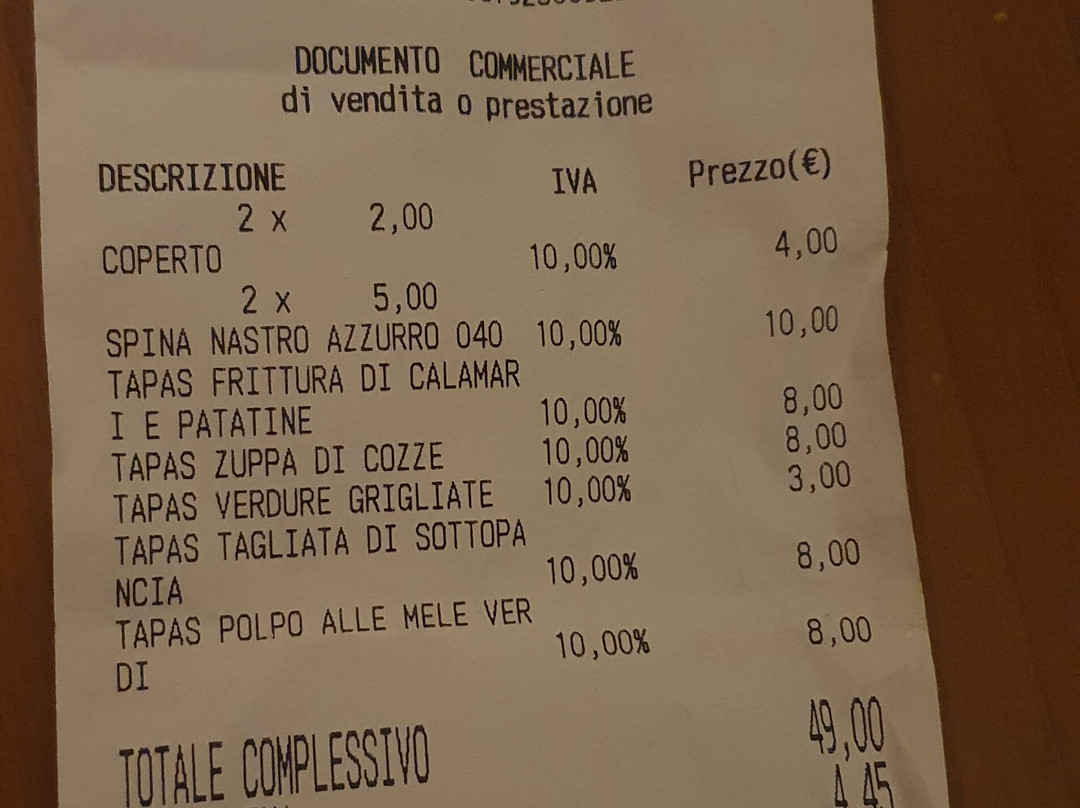 DOCUMENTO COMMERCIALE
di vendita o prestazione
DESCRIZIONE IVA Prezzo(€)
2 x 2,00
COPERTO 10,00% 4,00
2 x 5,00
SPINA NASTRO AZZURRO 040 10,00% 10,00
TAPAS FRITTURA DI CALAMAR
I E PATATINE 10,00% 8,00
TAPAS ZUPPA DI COZZE 10,00% 8,00
TAPAS VERDURE GRIGLIATE 10,00% 3,00
TAPAS TAGLIATA DI SOTTOPA
NCIA 10,00% 8,00
TAPAS POLPO ALLE MELE VER
DI 10,00% 8,00
TOTALE COMPLESSIVO 49,00
4,45